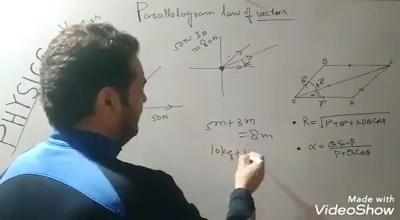 Parallelogram law of vectors
PHYSICS
50N 30
= 80N
50N
5m + 3m
= 8m
10kg +
• R = √P²+Q²+2PQcosθ
• α = Qsinθ
P+Qcosθ
Made with
VideoShow